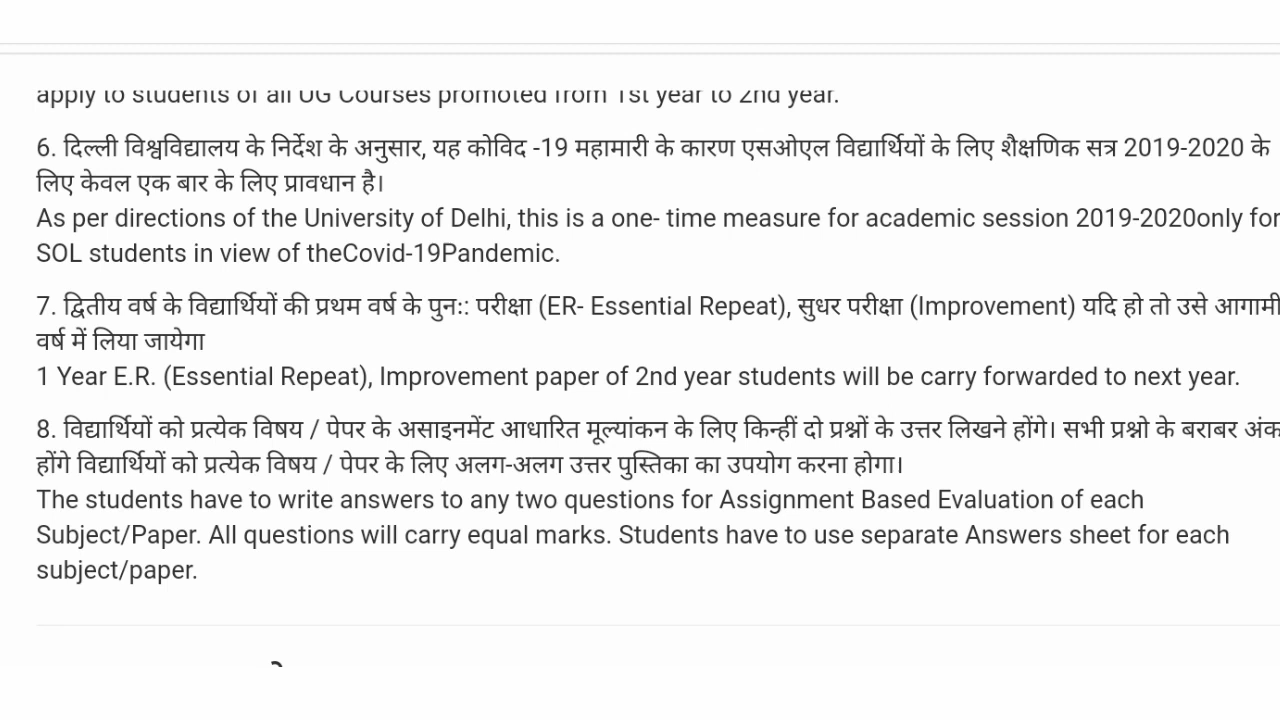 apply to students of all UG Courses promoted from 1st year to 2nd year.
6. दिल्ली विश्वविद्यालय के निर्देश के अनुसार, यह कोविद -19 महामारी के कारण एसओएल विद्यार्थियों के लिए शैक्षणिक सत्र 2019-2020 के
लिए केवल एक बार के लिए प्रावधान है।
As per directions of the University of Delhi, this is a one- time measure for academic session 2019-2020only for
SOL students in view of theCovid-19Pandemic.
7. द्वितीय वर्ष के विद्यार्थियों की प्रथम वर्ष के पुनः: परीक्षा (ER- Essential Repeat), सुधर परीक्षा (Improvement) यदि हो तो उसे आगामी
वर्ष में लिया जायेगा
1 Year E.R. (Essential Repeat), Improvement paper of 2nd year students will be carry forwarded to next year.
8. विद्यार्थियों को प्रत्येक विषय / पेपर के असाइनमेंट आधारित मूल्यांकन के लिए किन्हीं दो प्रश्नों के उत्तर लिखने होंगे। सभी प्रश्नो के बराबर अंक
होंगे विद्यार्थियों को प्रत्येक विषय / पेपर के लिए अलग-अलग उत्तर पुस्तिका का उपयोग करना होगा।
The students have to write answers to any two questions for Assignment Based Evaluation of each
Subject/Paper. All questions will carry equal marks. Students have to use separate Answers sheet for each
subject/paper.